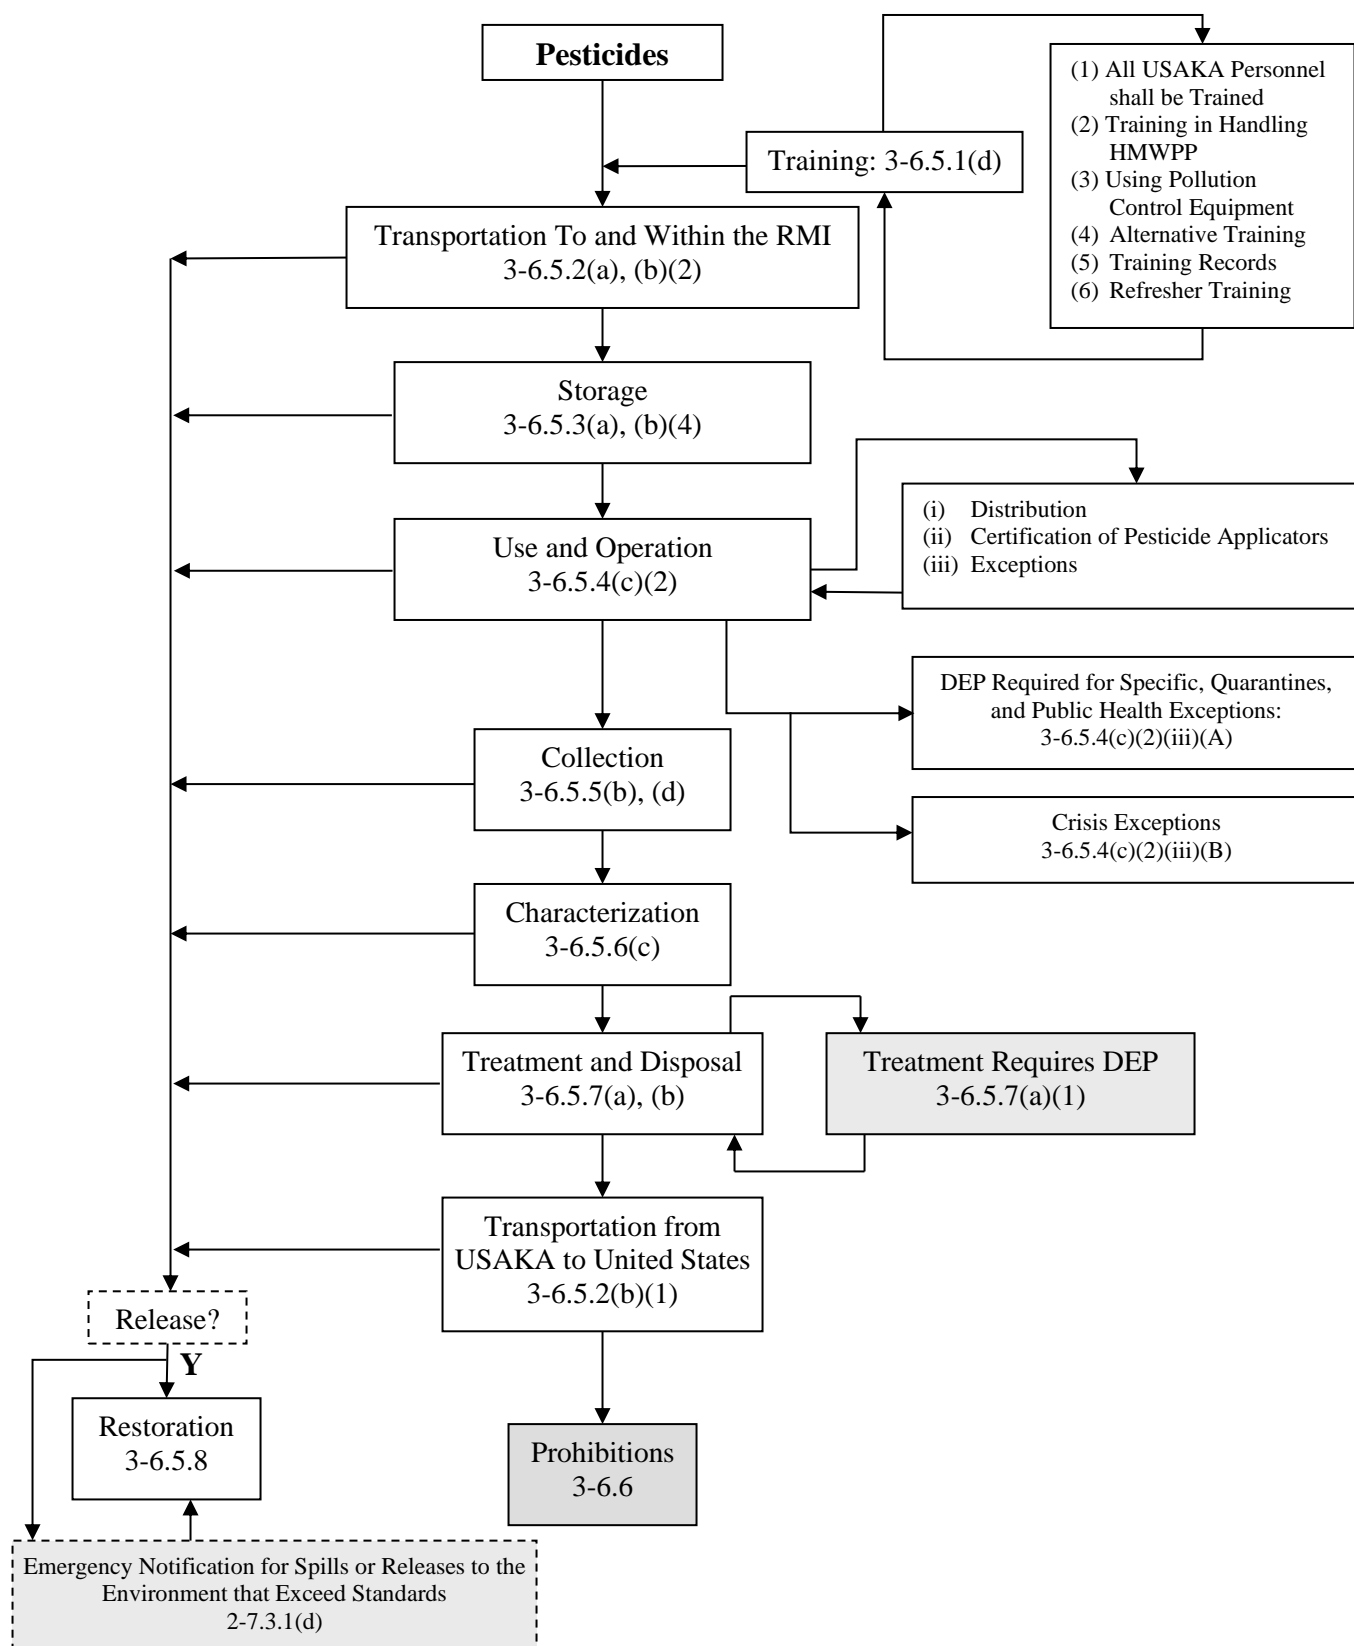 Pesticides
Training: 3-6.5.1(d)
(1) All USAKA Personnel
shall be Trained
(2) Training in Handling
HMWPP
(3) Using Pollution
Control Equipment
(4) Alternative Training
(5) Training Records
(6) Refresher Training
Transportation To and Within the RMI
3-6.5.2(a), (b)(2)
Storage
3-6.5.3(a), (b)(4)
Use and Operation
3-6.5.4(c)(2)
(i) Distribution
(ii) Certification of Pesticide Applicators
(iii) Exceptions
DEP Required for Specific, Quarantines,
and Public Health Exceptions:
3-6.5.4(c)(2)(iii)(A)
Collection
3-6.5.5(b), (d)
Crisis Exceptions
3-6.5.4(c)(2)(iii)(B)
Characterization
3-6.5.6(c)
Treatment and Disposal
3-6.5.7(a), (b)
Treatment Requires DEP
3-6.5.7(a)(1)
Transportation from
USAKA to United States
3-6.5.2(b)(1)
Release?
Y
Restoration
3-6.5.8
Prohibitions
3-6.6
Emergency Notification for Spills or Releases to the
Environment that Exceed Standards
2-7.3.1(d)